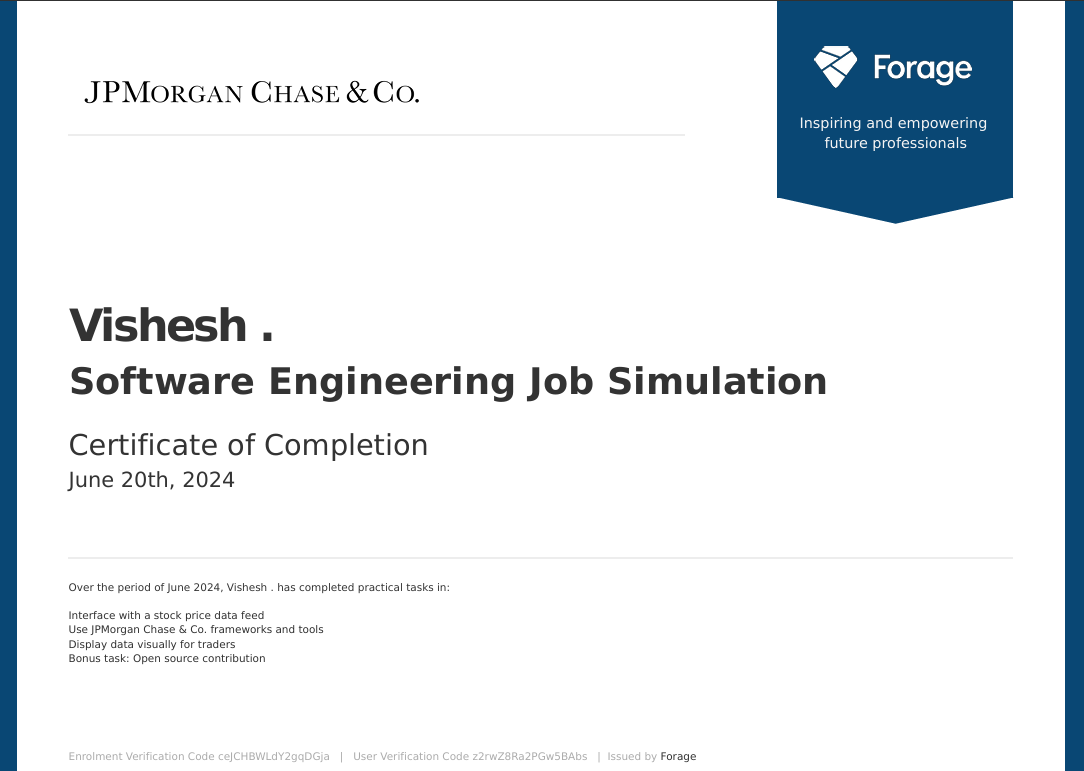 JPMORGAN CHASE & CO.
Forage
Inspiring and empowering
future professionals
Vishesh .
Software Engineering Job Simulation
Certificate of Completion
June 20th, 2024
Over the period of June 2024, Vishesh . has completed practical tasks in:
Interface with a stock price data feed
Use JPMorgan Chase & Co. frameworks and tools
Display data visually for traders
Bonus task: Open source contribution
Enrolment Verification Code ceJCHBWLdY2gqDGja | User Verification Code z2rwZ8Ra2PGw5BAbs | Issued by Forage